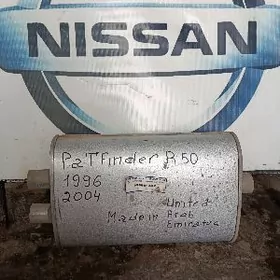 NISSAN
PaTFinder R50
1996
2004
United
Made in Arab
Emirates